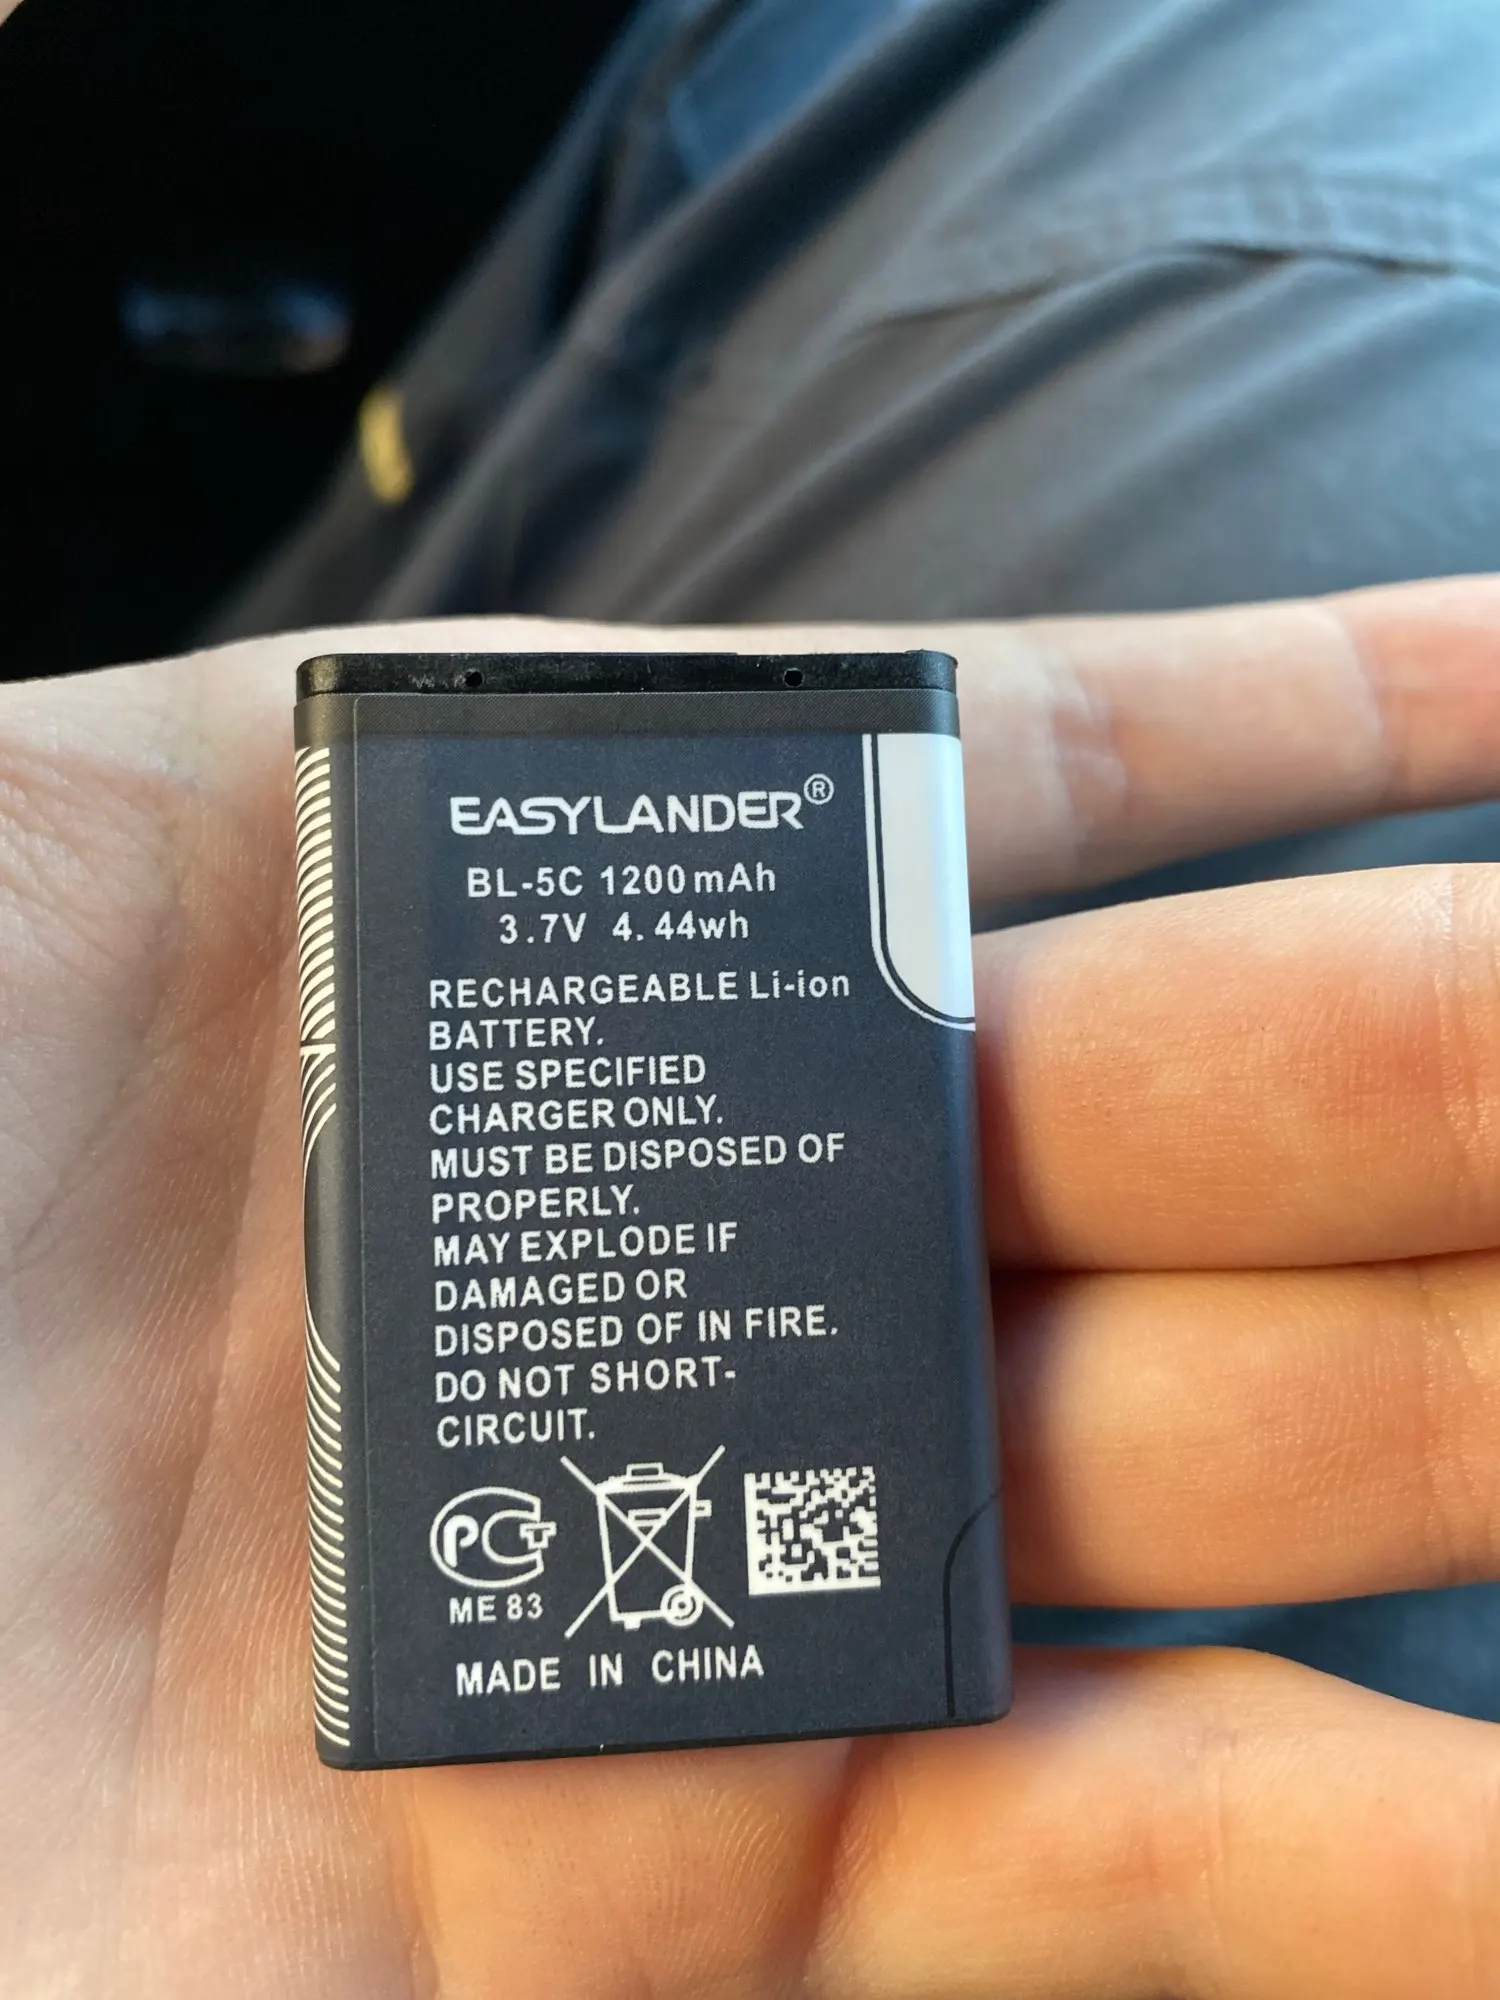 EASYLANDER®
BL-5C 1200mAh
3.7V 4.44wh
RECHARGEABLE Li-ion
BATTERY.
USE SPECIFIED
CHARGER ONLY.
MUST BE DISPOSED OF
PROPERLY.
MAY EXPLODE IF
DAMAGED OR
DISPOSED OF IN FIRE.
DO NOT SHORT-
CIRCUIT.
PCT
ME 83
MADE IN CHINA